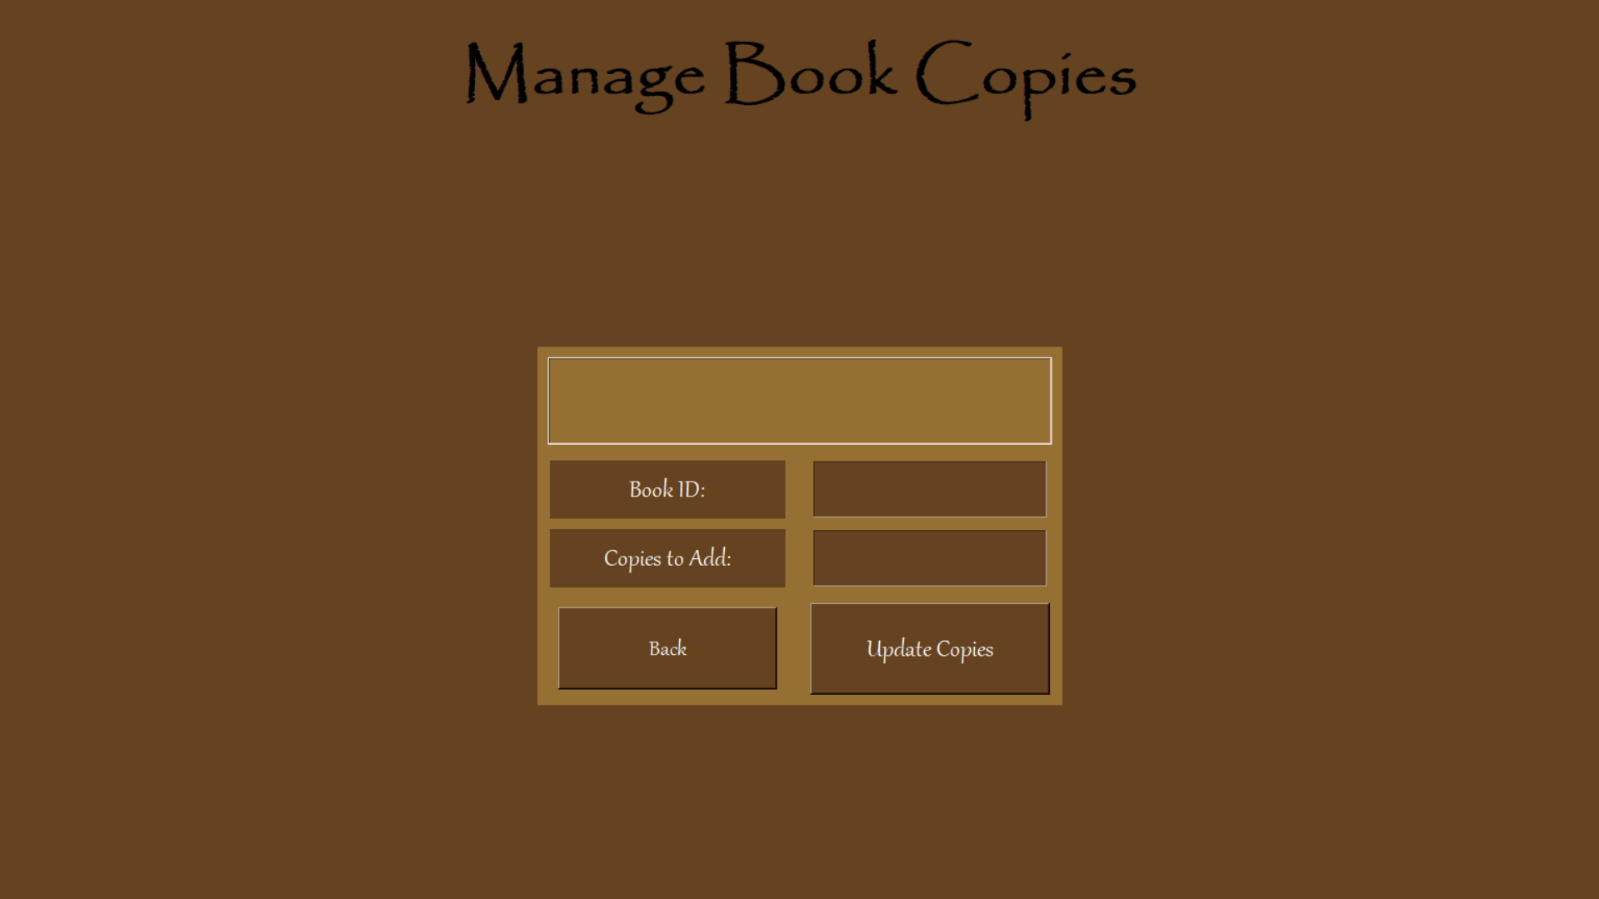 Manage Book Copies
Book ID:
Copies to Add:
Back
Update Copies